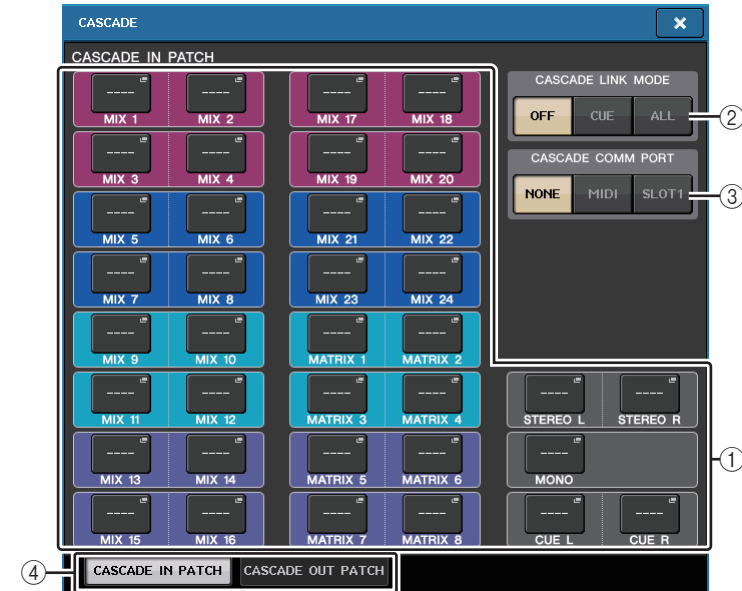 CASCADE
×
CASCADE IN PATCH
---- ---- ---- ----
MIX 1 MIX 2 MIX 17 MIX 18
---- ---- ---- ----
MIX 3 MIX 4 MIX 19 MIX 20
---- ---- ---- ----
MIX 5 MIX 6 MIX 21 MIX 22
---- ---- ---- ----
MIX 7 MIX 8 MIX 23 MIX 24
---- ---- ---- ----
MIX 9 MIX 10 MATRIX 1 MATRIX 2
---- ---- ---- ----
MIX 11 MIX 12 MATRIX 3 MATRIX 4
---- ---- ---- ----
MIX 13 MIX 14 MATRIX 5 MATRIX 6
---- ---- ---- ----
MIX 15 MIX 16 MATRIX 7 MATRIX 8
CASCADE LINK MODE
OFF CUE ALL
②
CASCADE COMM PORT
NONE MIDI SLOT1
③
---- ----
STEREO L STEREO R
----
MONO
①
---- ----
CUE L CUE R
④
CASCADE IN PATCH CASCADE OUT PATCH